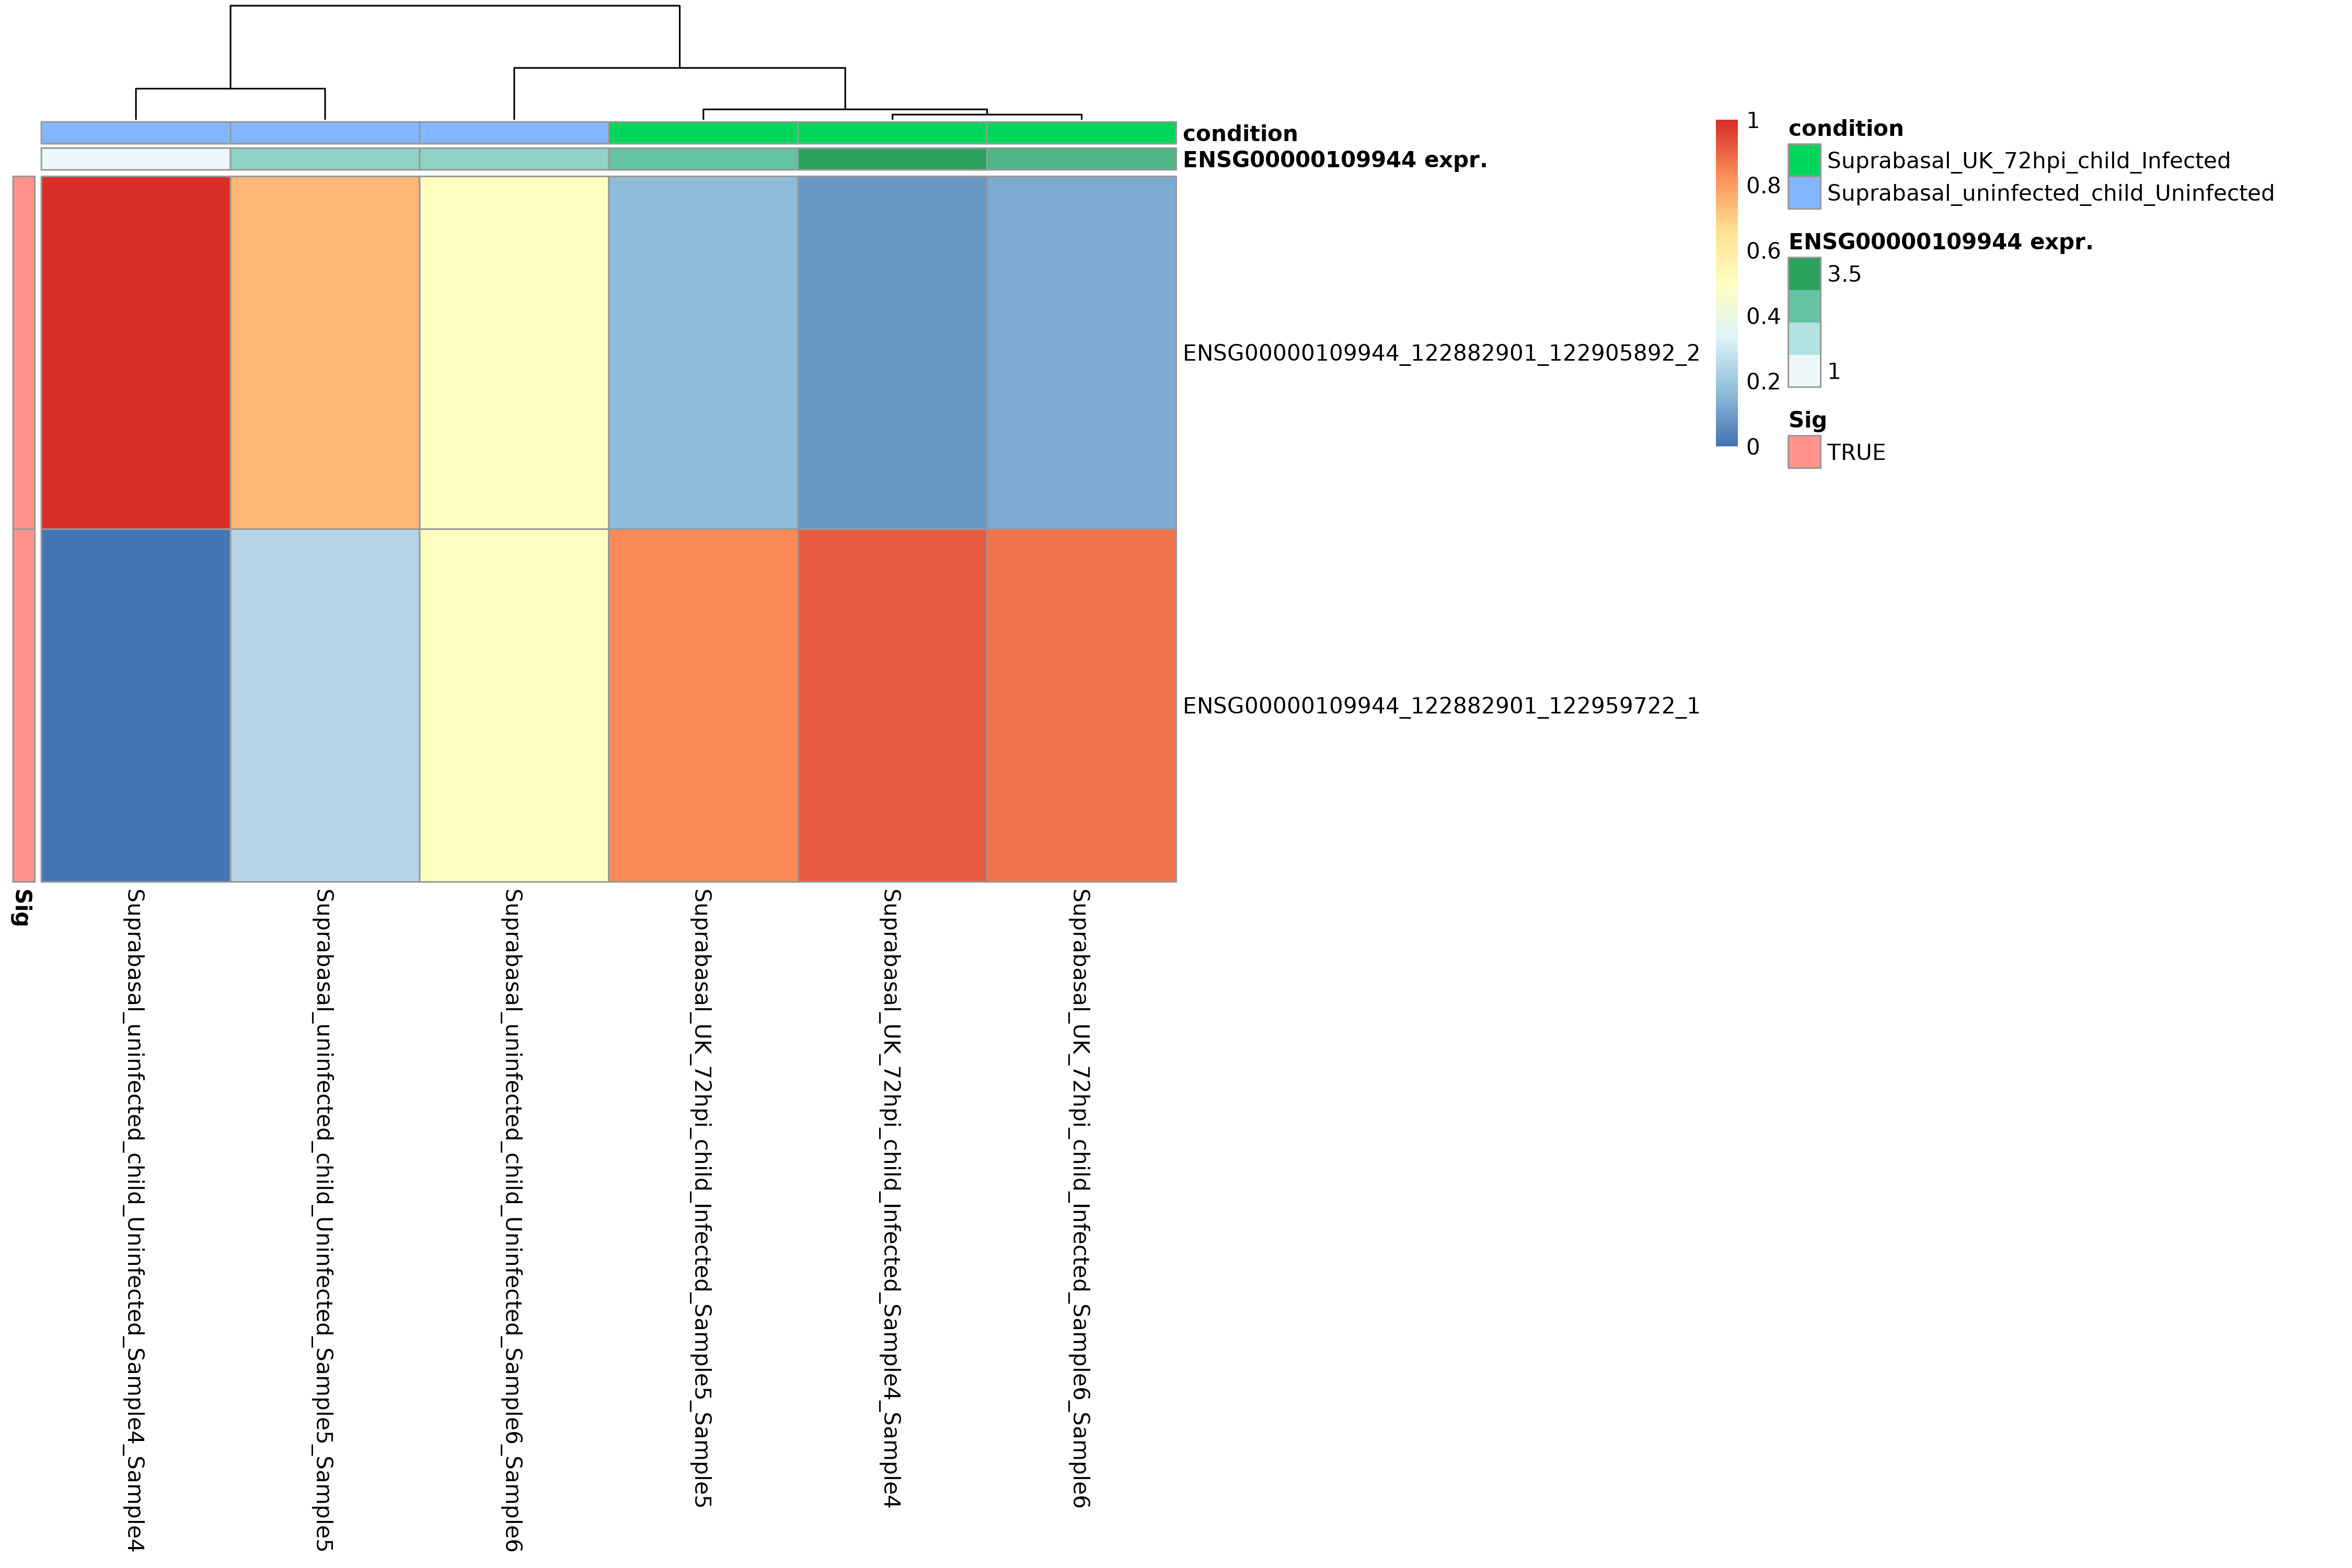 condition
ENSG00000109944 expr.
ENSG00000109944_122882901_122905892_2
ENSG00000109944_122882901_122959722_1
Sig
Suprabasal_uninfected_child_Uninfected_Sample4_Sample4
Suprabasal_uninfected_child_Uninfected_Sample5_Sample5
Suprabasal_uninfected_child_Uninfected_Sample6_Sample6
Suprabasal_UK_72hpi_child_Infected_Sample5_Sample5
Suprabasal_UK_72hpi_child_Infected_Sample4_Sample4
Suprabasal_UK_72hpi_child_Infected_Sample6_Sample6
1
0.8
0.6
0.4
0.2
0
condition
Suprabasal_UK_72hpi_child_Infected
Suprabasal_uninfected_child_Uninfected
ENSG00000109944 expr.
3.5
1
Sig
TRUE